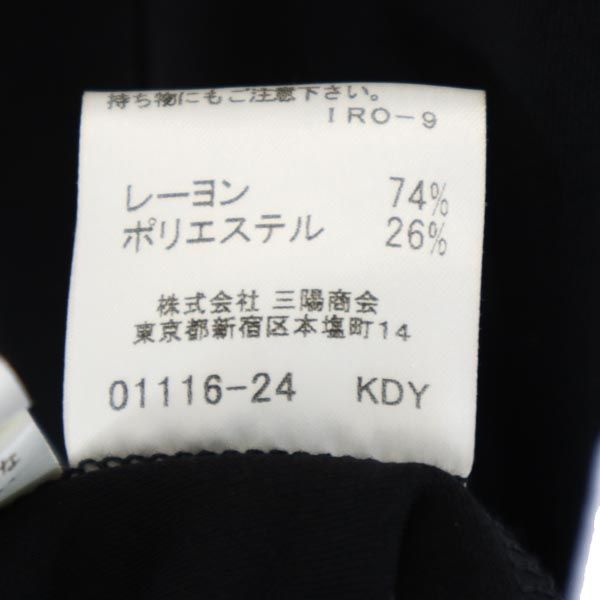 持ち物にもご注意下さい。
IRO-9
レーヨン 74%
ポリエステル 26%
株式会社 三陽商会
東京都新宿区本塩町14
01116-24 KDY
な